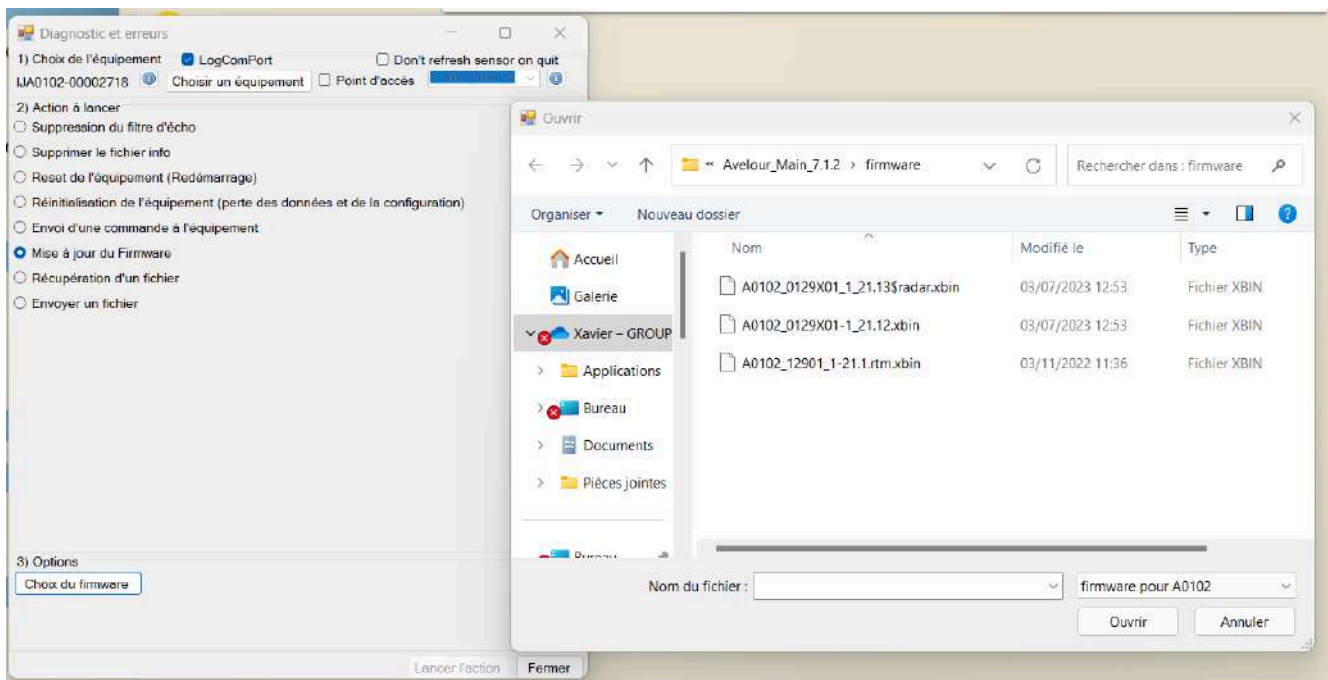 Diagnostic et erreurs
1) Choix de l'équipement LogComPort Don't refresh sensor on quit
IJA0102-00002718 Choisir un équipement Point d'accès
2) Action à lancer
Suppression du filtre d'écho
Supprimer le fichier info
Reset de l'équipement (Redémarrage)
Réinitialisation de l'équipement (perte des données et de la configuration)
Envoi d'une commande à l'équipement
Mise à jour du Firmware
Récupération d'un fichier
Envoyer un fichier
3) Options
Choix du firmware
Lancer l'action Fermer
Ouvrir
« Avelour_Main_7.1.2 > firmware Rechercher dans : firmware
Organiser Nouveau dossier
Nom Modifié le Type
Accueil
Galerie
Xavier – GROUP
Applications
Bureau
Documents
Pièces jointes
Bureau
A0102_0129X01_1_21.13$radar.xbin 03/07/2023 12:53 Fichier XBIN
A0102_0129X01-1_21.12.xbin 03/07/2023 12:53 Fichier XBIN
A0102_12901_1-21.1.rtm.xbin 03/11/2022 11:36 Fichier XBIN
Nom du fichier : firmware pour A0102
Ouvrir Annuler